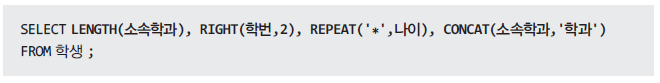 SELECT LENGTH(소속학과), RIGHT(학번,2), REPEAT('*',나이), CONCAT(소속학과,'학과')
FROM 학생 ;